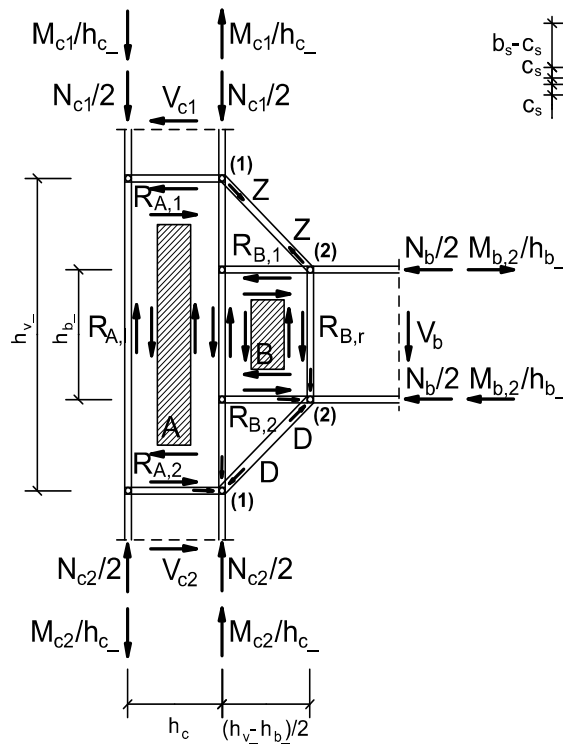 M_c1/h_c_ M_c1/h_c_
b_s-c_s
c_s
c_s
N_c1/2 V_c1 N_c1/2
(1)
R_A,1 Z
Z
R_B,1 (2) N_b/2 M_b,2/h_b_
h_v_ h_b_ R_A,l R_B,r V_b
B
N_b/2 M_b,2/h_b_
A R_B,2 (2)
D
R_A,2 D
(1)
N_c2/2 V_c2 N_c2/2
M_c2/h_c_ M_c2/h_c_
h_c (h_v_-h_b_)/2